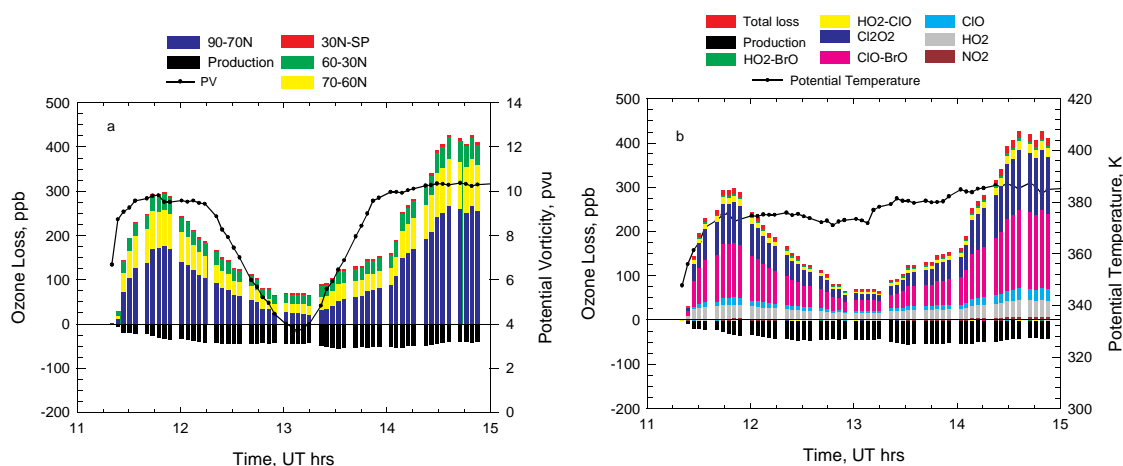 90-70N 30N-SP
Production 60-30N
PV 70-60N
500
400
300
200
100
0
-100
-200
Ozone Loss, ppb
a
14
12
10
8
6
4
2
0
Potential Vorticity, pvu
11 12 13 14 15
Time, UT hrs
Total loss HO2-ClO ClO
Production Cl2O2 HO2
HO2-BrO ClO-BrO NO2
Potential Temperature
500
400
300
200
100
0
-100
-200
Ozone Loss, ppb
b
420
400
380
360
340
320
300
Potential Temperature, K
11 12 13 14 15
Time, UT hrs